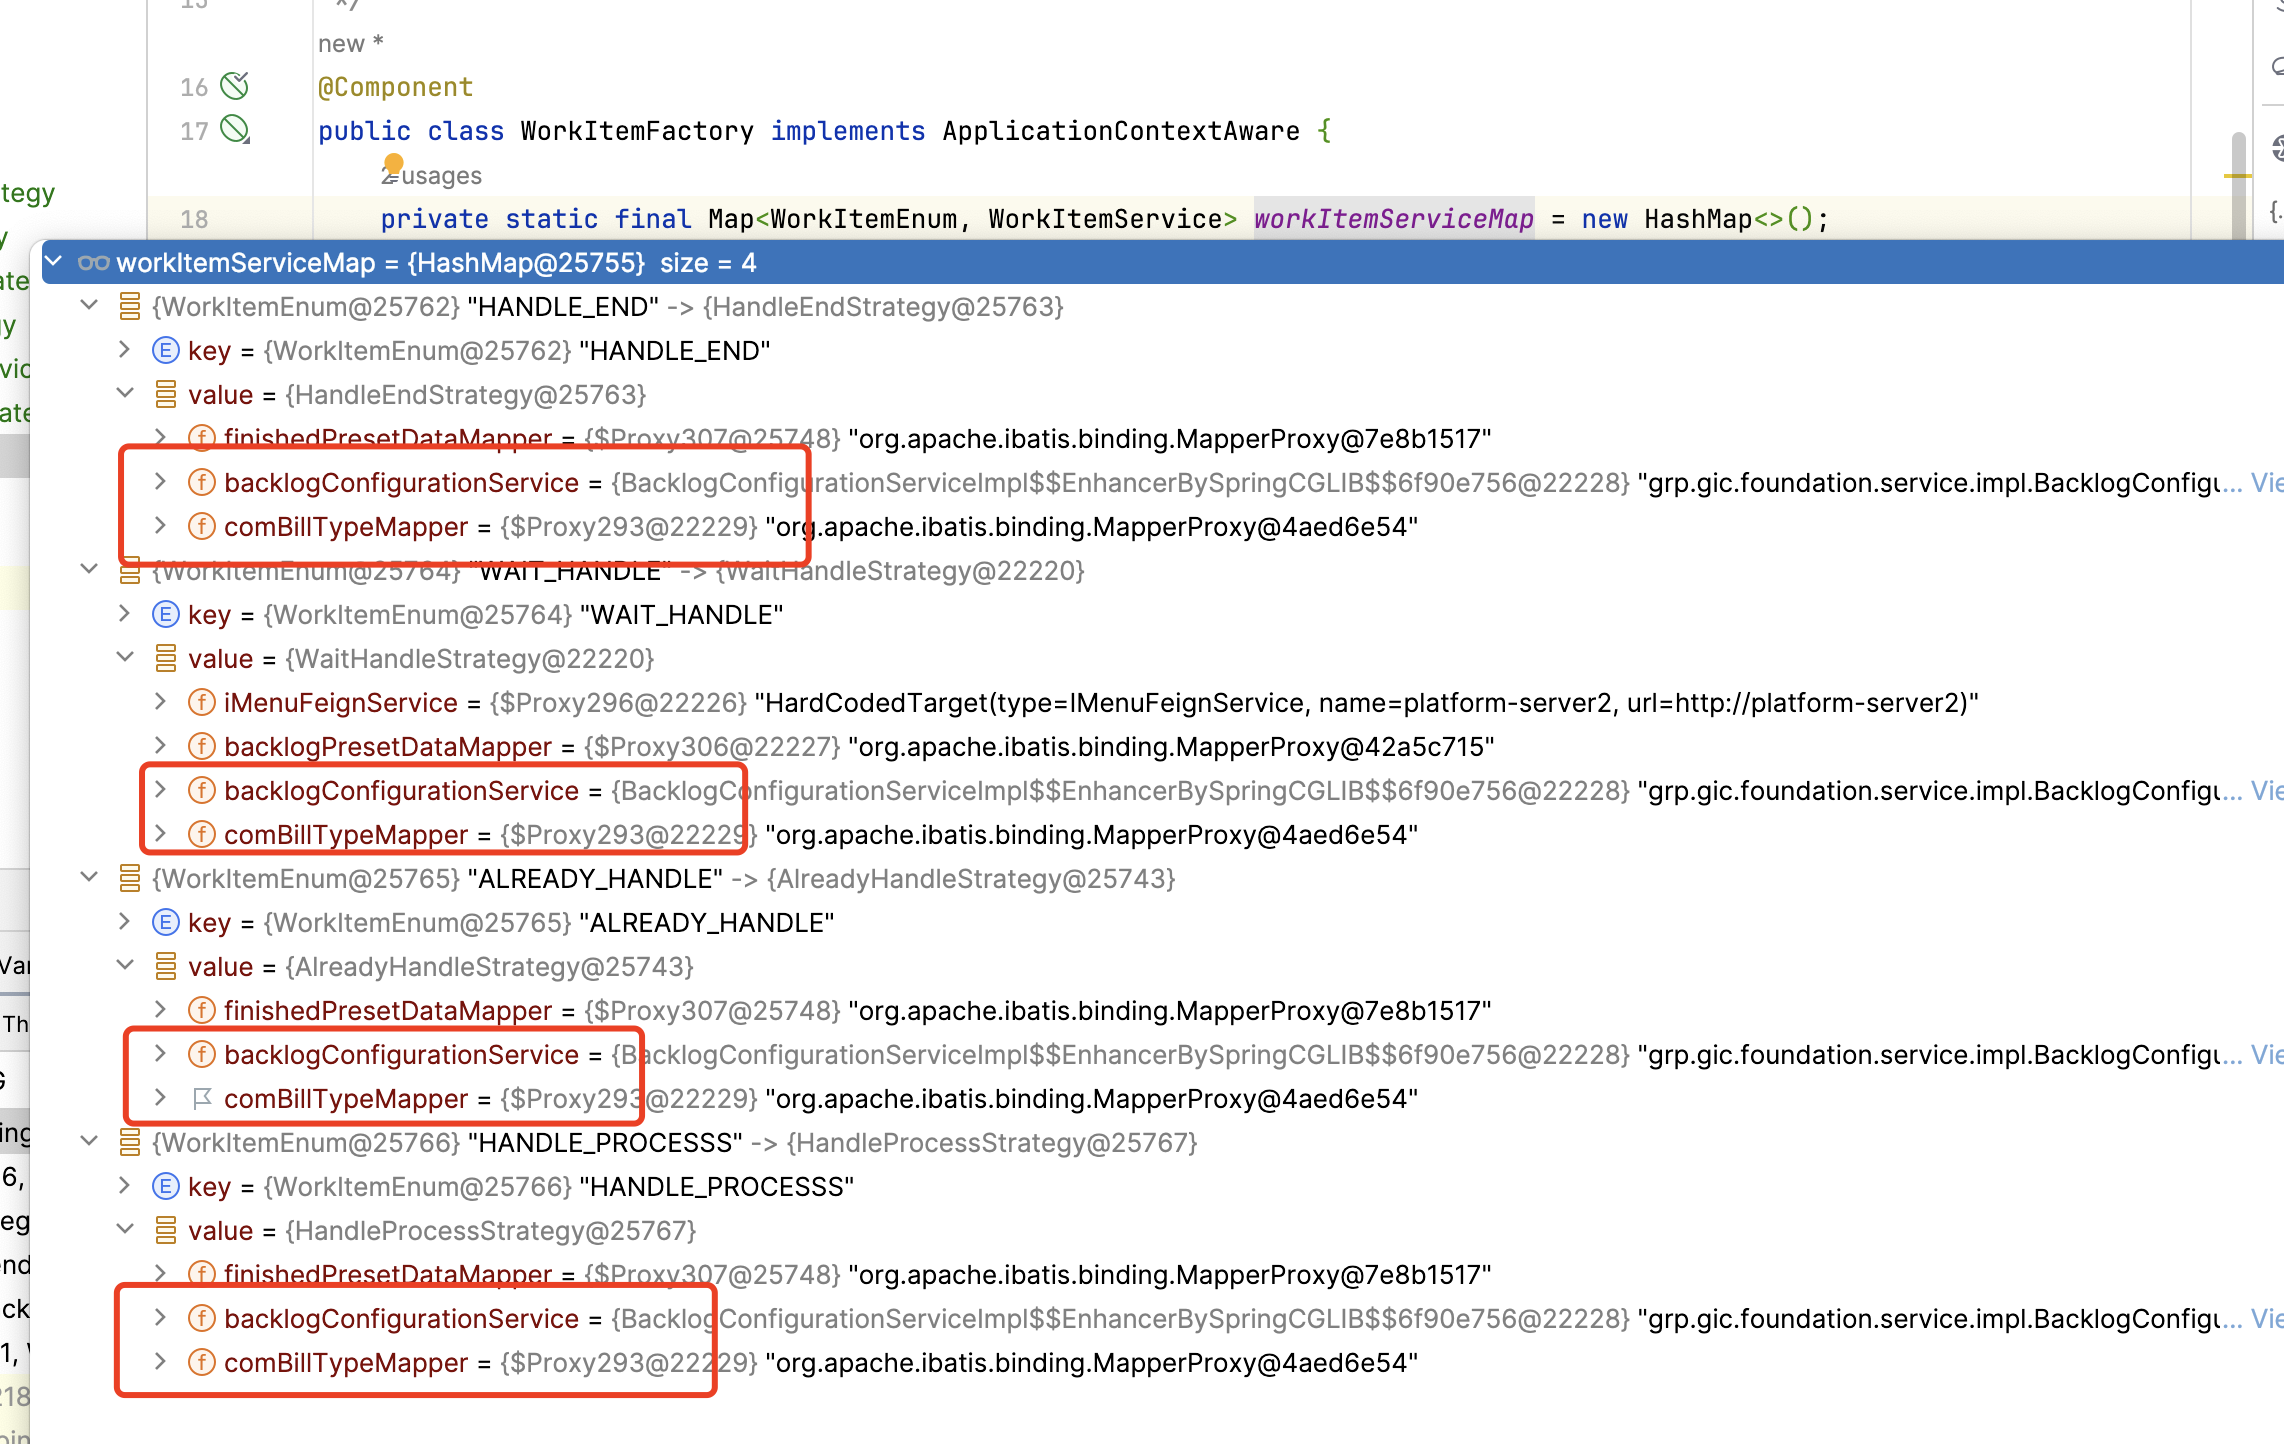 */
new *
16 @Component
17 public class WorkItemFactory implements ApplicationContextAware {
2 usages
18 private static final Map<WorkItemEnum, WorkItemService> workItemServiceMap = new HashMap<>();
workItemServiceMap = {HashMap@25755} size = 4
{WorkItemEnum@25762} "HANDLE_END" -> {HandleEndStrategy@25763}
key = {WorkItemEnum@25762} "HANDLE_END"
value = {HandleEndStrategy@25763}
finishedPresetDataMapper = {$Proxy307@25748} "org.apache.ibatis.binding.MapperProxy@7e8b1517"
backlogConfigurationService = {BacklogConfigurationServiceImpl$$EnhancerBySpringCGLIB$$6f90e756@22228} "grp.gic.foundation.service.impl.BacklogConfigu... Vie
comBillTypeMapper = {$Proxy293@22229} "org.apache.ibatis.binding.MapperProxy@4aed6e54"
{WorkItemEnum@25764} "WAIT_HANDLE" -> {WaitHandleStrategy@22220}
key = {WorkItemEnum@25764} "WAIT_HANDLE"
value = {WaitHandleStrategy@22220}
iMenuFeignService = {$Proxy296@22226} "HardCodedTarget(type=IMenuFeignService, name=platform-server2, url=http://platform-server2)"
backlogPresetDataMapper = {$Proxy306@22227} "org.apache.ibatis.binding.MapperProxy@42a5c715"
backlogConfigurationService = {BacklogConfigurationServiceImpl$$EnhancerBySpringCGLIB$$6f90e756@22228} "grp.gic.foundation.service.impl.BacklogConfigu... Vie
comBillTypeMapper = {$Proxy293@22229} "org.apache.ibatis.binding.MapperProxy@4aed6e54"
{WorkItemEnum@25765} "ALREADY_HANDLE" -> {AlreadyHandleStrategy@25743}
key = {WorkItemEnum@25765} "ALREADY_HANDLE"
value = {AlreadyHandleStrategy@25743}
finishedPresetDataMapper = {$Proxy307@25748} "org.apache.ibatis.binding.MapperProxy@7e8b1517"
backlogConfigurationService = {BacklogConfigurationServiceImpl$$EnhancerBySpringCGLIB$$6f90e756@22228} "grp.gic.foundation.service.impl.BacklogConfigu... Vie
comBillTypeMapper = {$Proxy293@22229} "org.apache.ibatis.binding.MapperProxy@4aed6e54"
{WorkItemEnum@25766} "HANDLE_PROCESSS" -> {HandleProcessStrategy@25767}
key = {WorkItemEnum@25766} "HANDLE_PROCESSS"
value = {HandleProcessStrategy@25767}
finishedPresetDataMapper = {$Proxy307@25748} "org.apache.ibatis.binding.MapperProxy@7e8b1517"
backlogConfigurationService = {BacklogConfigurationServiceImpl$$EnhancerBySpringCGLIB$$6f90e756@22228} "grp.gic.foundation.service.impl.BacklogConfigu... Vie
comBillTypeMapper = {$Proxy293@22229} "org.apache.ibatis.binding.MapperProxy@4aed6e54"